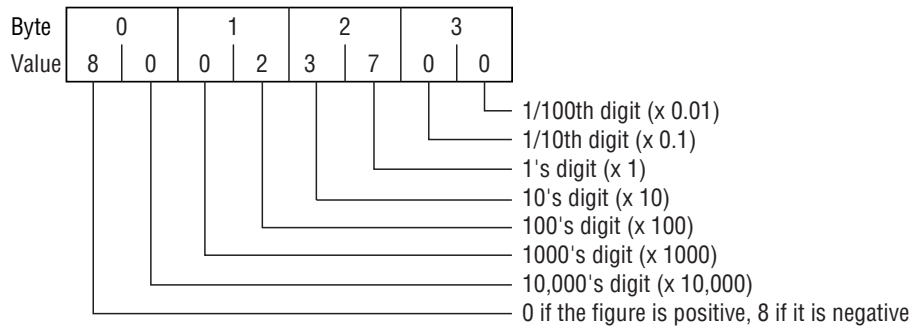 Byte 0 1 2 3
Value 8 0 0 2 3 7 0 0
1/100th digit (x 0.01)
1/10th digit (x 0.1)
1's digit (x 1)
10's digit (x 10)
100's digit (x 100)
1000's digit (x 1000)
10,000's digit (x 10,000)
0 if the figure is positive, 8 if it is negative